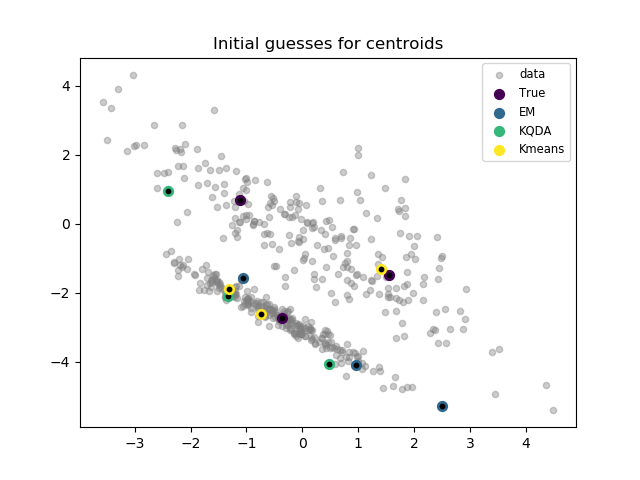 Initial guesses for centroids
data
True
EM
KQDA
Kmeans
4
2
0
−2
−4
−3 −2 −1 0 1 2 3 4